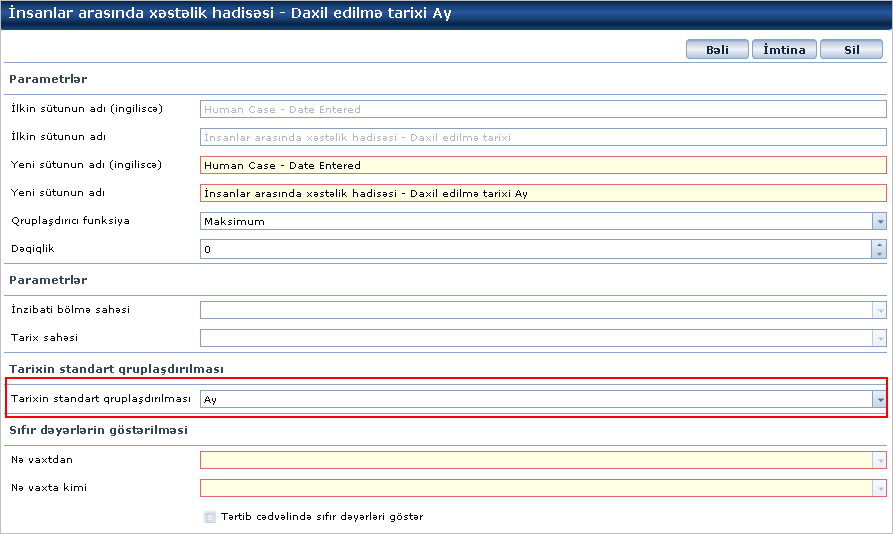 İnsanlar arasında xəstəlik hadisəsi - Daxil edilmə tarixi Ay
Bəli İmtina Sil
Parametrlər
İlkin sütunun adı (ingiliscə) Human Case - Date Entered
İlkin sütunun adı İnsanlar arasında xəstəlik hadisəsi - Daxil edilmə tarixi
Yeni sütunun adı (ingiliscə) Human Case - Date Entered
Yeni sütunun adı İnsanlar arasında xəstəlik hadisəsi - Daxil edilmə tarixi Ay
Qruplaşdırıcı funksiya Maksimum
Dəqiqlik 0
Parametrlər
İnzibati bölmə sahəsi
Tarix sahəsi
Tarixin standart qruplaşdırılması
Tarixin standart qruplaşdırılması Ay
Sıfır dəyərlərin göstərilməsi
Nə vaxtdan
Nə vaxta kimi
Tərtib cədvəlində sıfır dəyərləri göstər